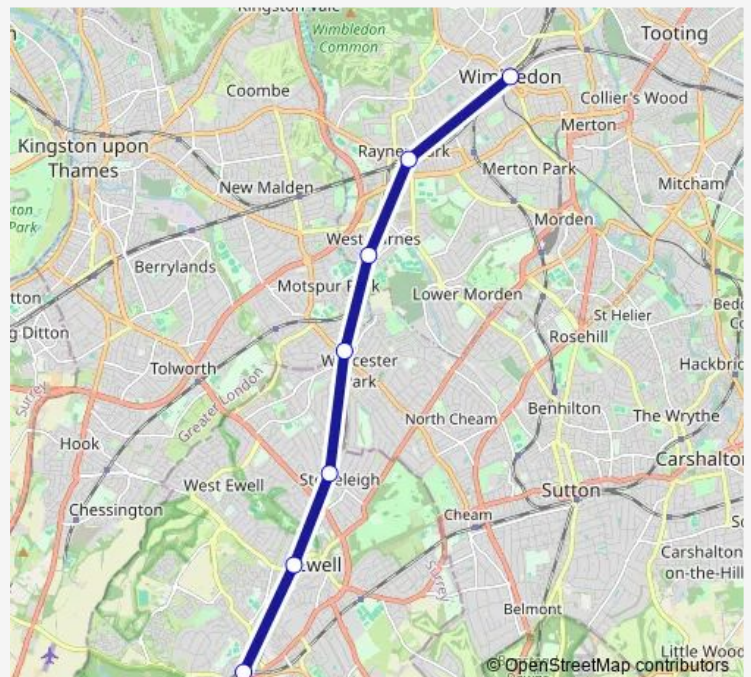 Kingston Vale
Wimbledon
Common
Tooting
Wimbledon
Coombe
Collier's Wood
Merton
Kingston upon
Thames
Raynes Park
Merton Park
New Malden
Mitcham
Park
Morden
West Barnes
Berrylands
Motspur Park
Lower Morden
St Helier
Rosehill
Worcester
Park
Tolworth
Surrey
Greater London
North Cheam
Benhilton
The Wrythe
Hook
Carshalton
West Ewell
Stoneleigh
Sutton
Chessington
Cheam
Ewell
Carshalton
on-the-Hill
Surrey
Belmont
Little Wood
© OpenStreetMap contributors